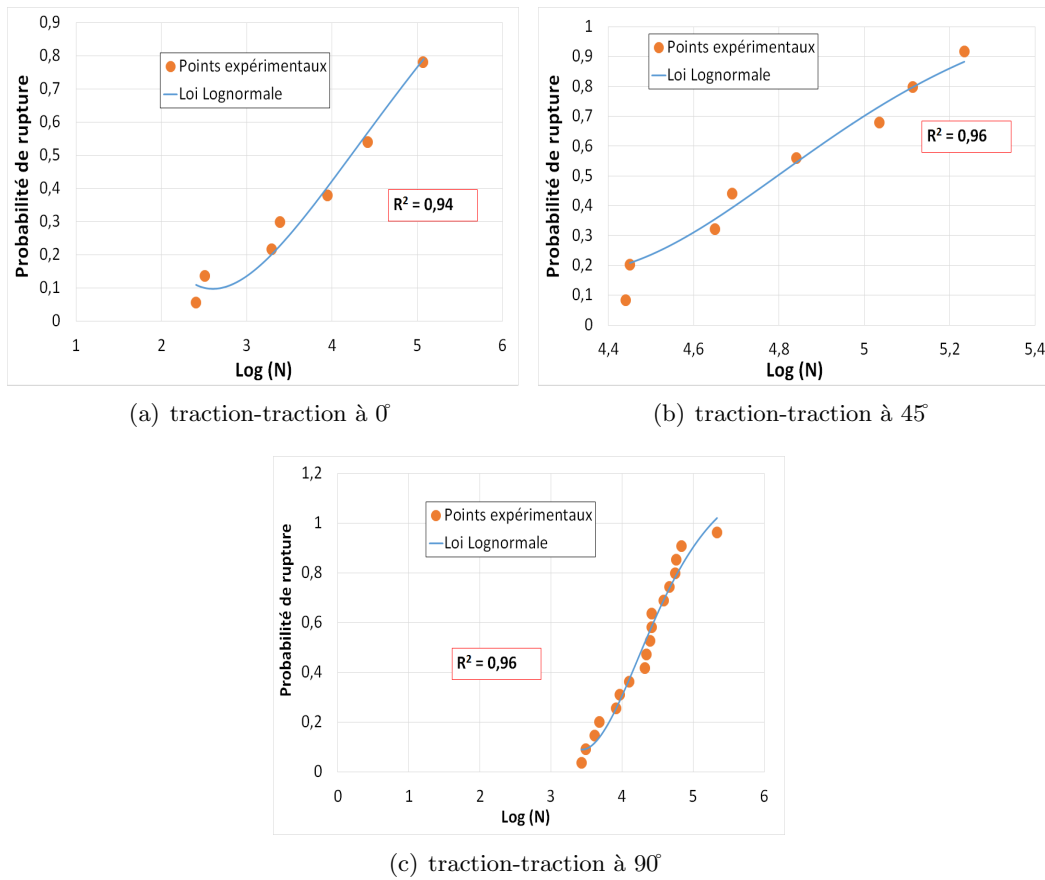 0,9
0,8
0,7
0,6
0,5
0,4
0,3
0,2
0,1
0
Probabilité de rupture
Points expérimentaux
Loi Lognormale
R² = 0,94
1 2 3 4 5 6
Log (N)
(a) traction-traction à 0°
1
0,9
0,8
0,7
0,6
0,5
0,4
0,3
0,2
0,1
0
Probabilité de rupture
Points expérimentaux
Loi Lognormale
R² = 0,96
4,4 4,6 4,8 5 5,2 5,4
Log (N)
(b) traction-traction à 45°
1,2
1
0,8
0,6
0,4
0,2
0
Probabilité de rupture
Points expérimentaux
Loi Lognormale
R² = 0,96
0 1 2 3 4 5 6
Log (N)
(c) traction-traction à 90°